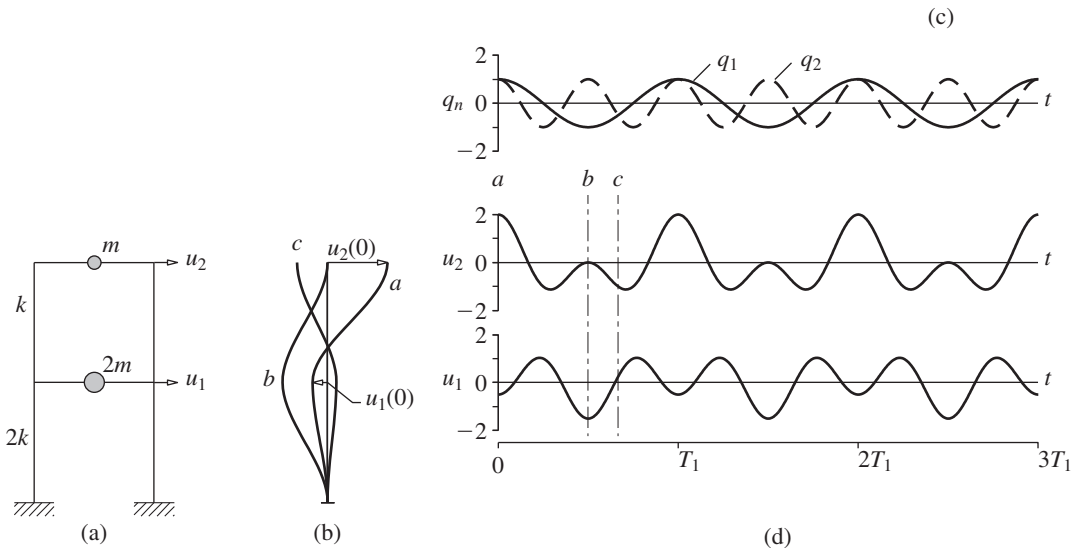 (c)
2
0
−2
qₙ
q₁
q₂
t
a
b
c
2
0
−2
u₂
t
2
0
−2
u₁
t
0
T₁
2T₁
3T₁
(d)
m
u₂
k
2m
u₁
2k
(a)
c
u₂(0)
a
b
u₁(0)
(b)